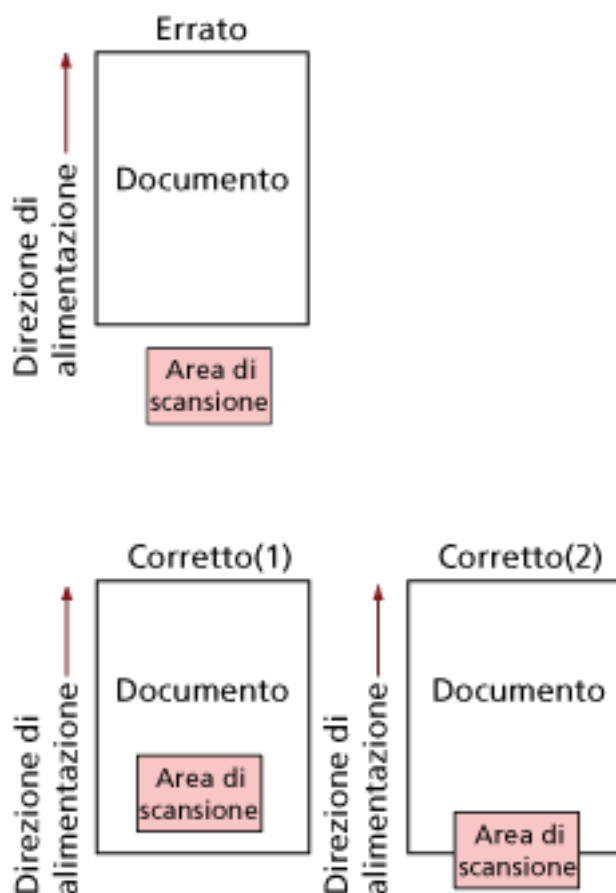 Errato
Documento
Direzione di
alimentazione
Area di
scansione
Corretto(1)
Documento
Direzione di
alimentazione
Area di
scansione
Corretto(2)
Documento
Direzione di
alimentazione
Area di
scansione